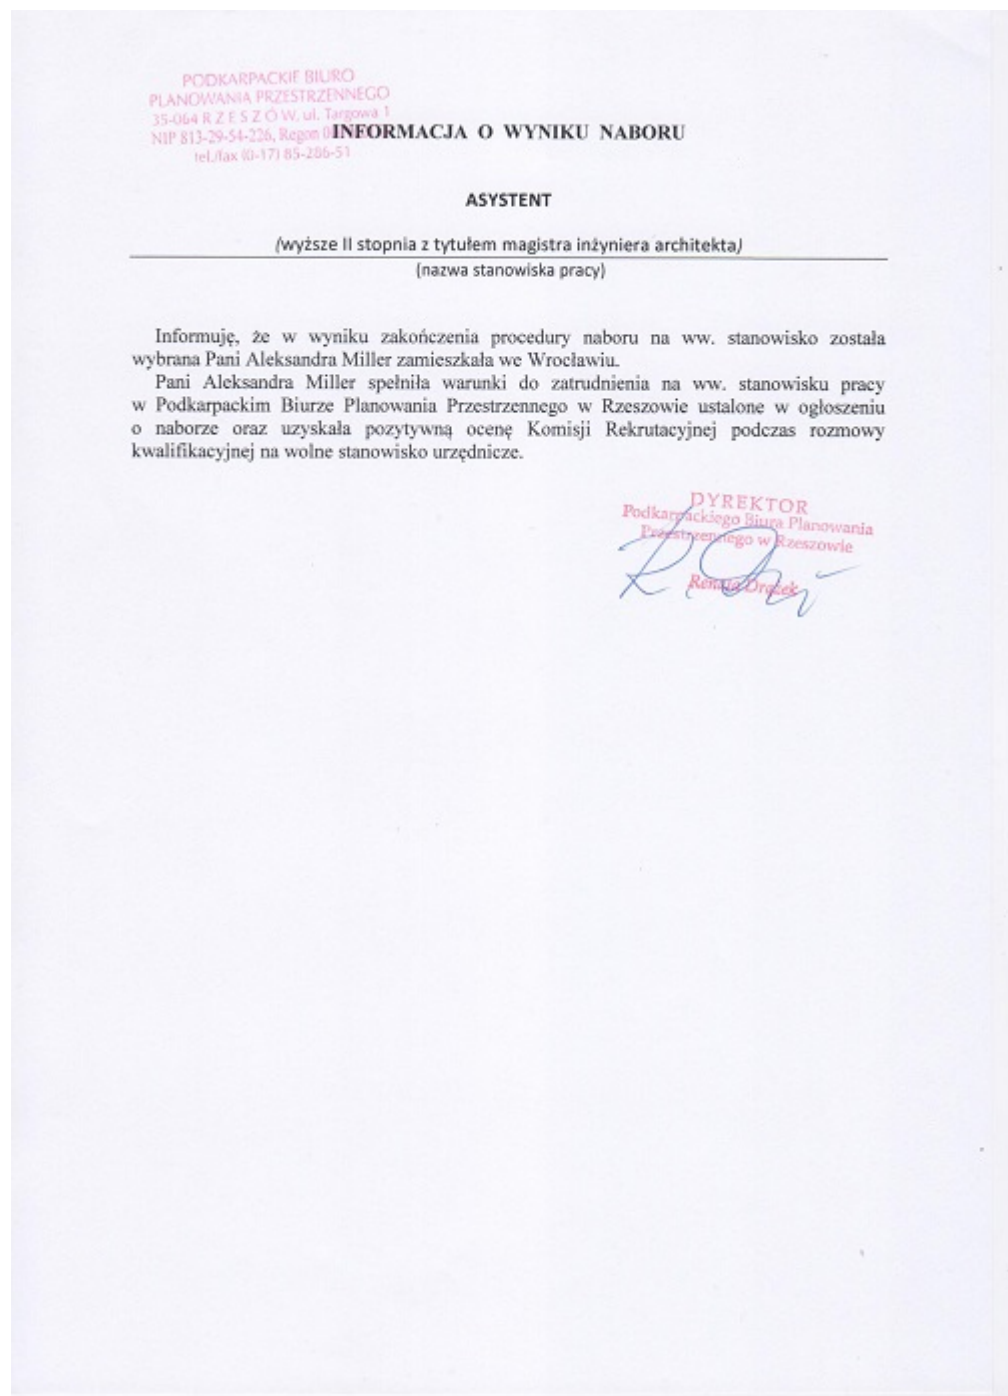 PODKARPACKIE BIURO
PLANOWANIA PRZESTRZENNEGO
35-064 R Z E S Z Ó W, ul. Targowa 1
NIP 813-29-54-226, Regon
tel./fax (0-17) 85-286-51
INFORMACJA O WYNIKU NABORU
ASYSTENT
(wyższe II stopnia z tytułem magistra inżyniera architekta)
(nazwa stanowiska pracy)
Informuję, że w wyniku zakończenia procedury naboru na ww. stanowisko została
wybrana Pani Aleksandra Miller zamieszkała we Wrocławiu.
Pani Aleksandra Miller spełniła warunki do zatrudnienia na ww. stanowisku pracy
w Podkarpackim Biurze Planowania Przestrzennego w Rzeszowie ustalone w ogłoszeniu
o naborze oraz uzyskała pozytywną ocenę Komisji Rekrutacyjnej podczas rozmowy
kwalifikacyjnej na wolne stanowisko urzędnicze.
DYREKTOR
Podkarpackiego Biura Planowania
Przestrzennego w Rzeszowie
Renata Drążek